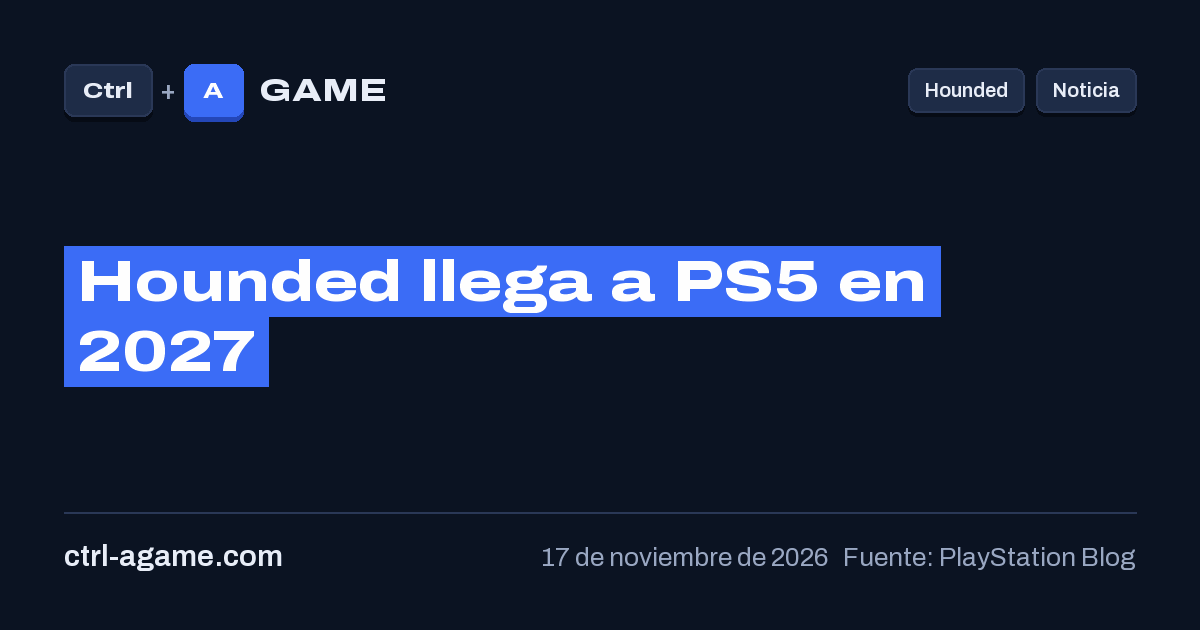 Ctrl + A GAME
Hounded Noticia
Hounded llega a PS5 en
2027
ctrl-agame.com
17 de noviembre de 2026 Fuente: PlayStation Blog